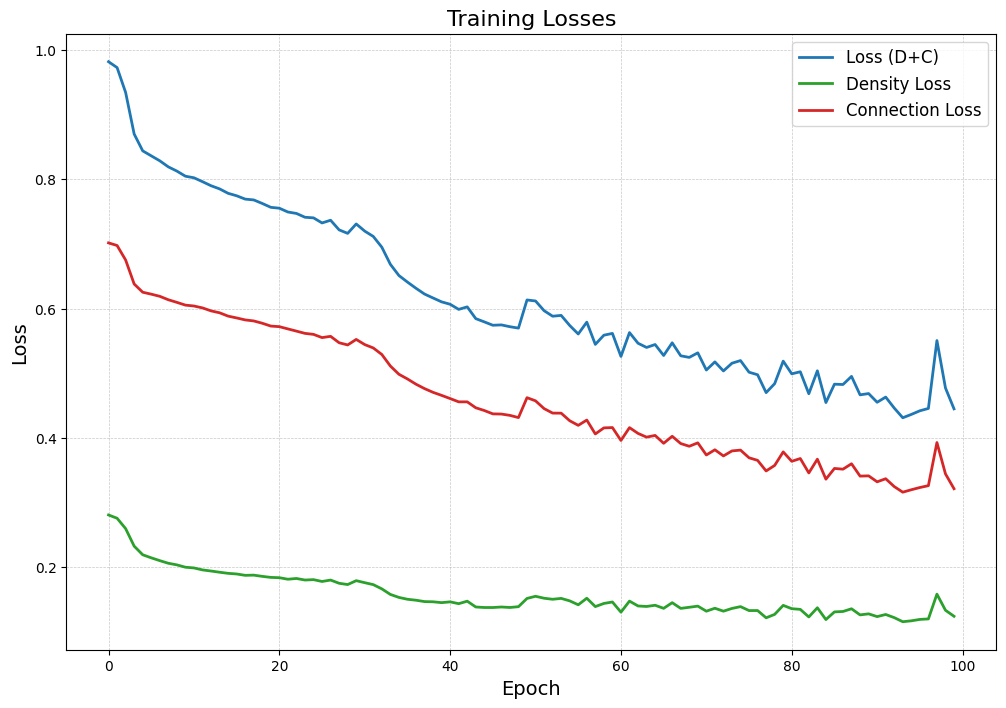 Training Losses
Loss (D+C)
Density Loss
Connection Loss
Loss
1.0
0.8
0.6
0.4
0.2
0 20 40 60 80 100
Epoch